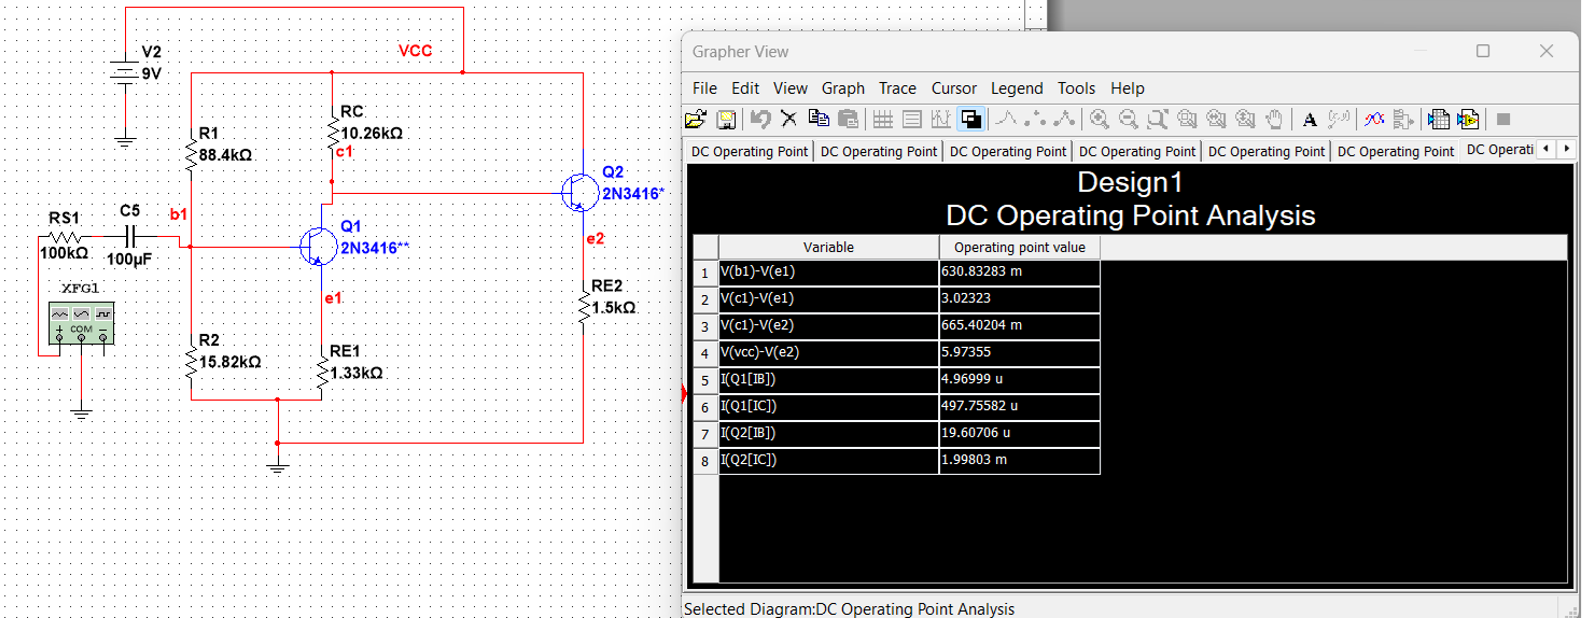 V2
9V
VCC
R1
88.4kΩ
RC
10.26kΩ
c1
Q2
2N3416*
RS1
100kΩ
C5
100µF
b1
Q1
2N3416**
e2
XFG1
COM
e1
RE2
1.5kΩ
R2
15.82kΩ
RE1
1.33kΩ
Grapher View
File Edit View Graph Trace Cursor Legend Tools Help
A
DC Operating Point DC Operating Point DC Operating Point DC Operating Point DC Operating Point DC Operating Point DC Operati
Design1
DC Operating Point Analysis
Variable Operating point value
1 V(b1)-V(e1) 630.83283 m
2 V(c1)-V(e1) 3.02323
3 V(c1)-V(e2) 665.40204 m
4 V(vcc)-V(e2) 5.97355
5 I(Q1[IB]) 4.96999 u
6 I(Q1[IC]) 497.75582 u
7 I(Q2[IB]) 19.60706 u
8 I(Q2[IC]) 1.99803 m
Selected Diagram:DC Operating Point Analysis